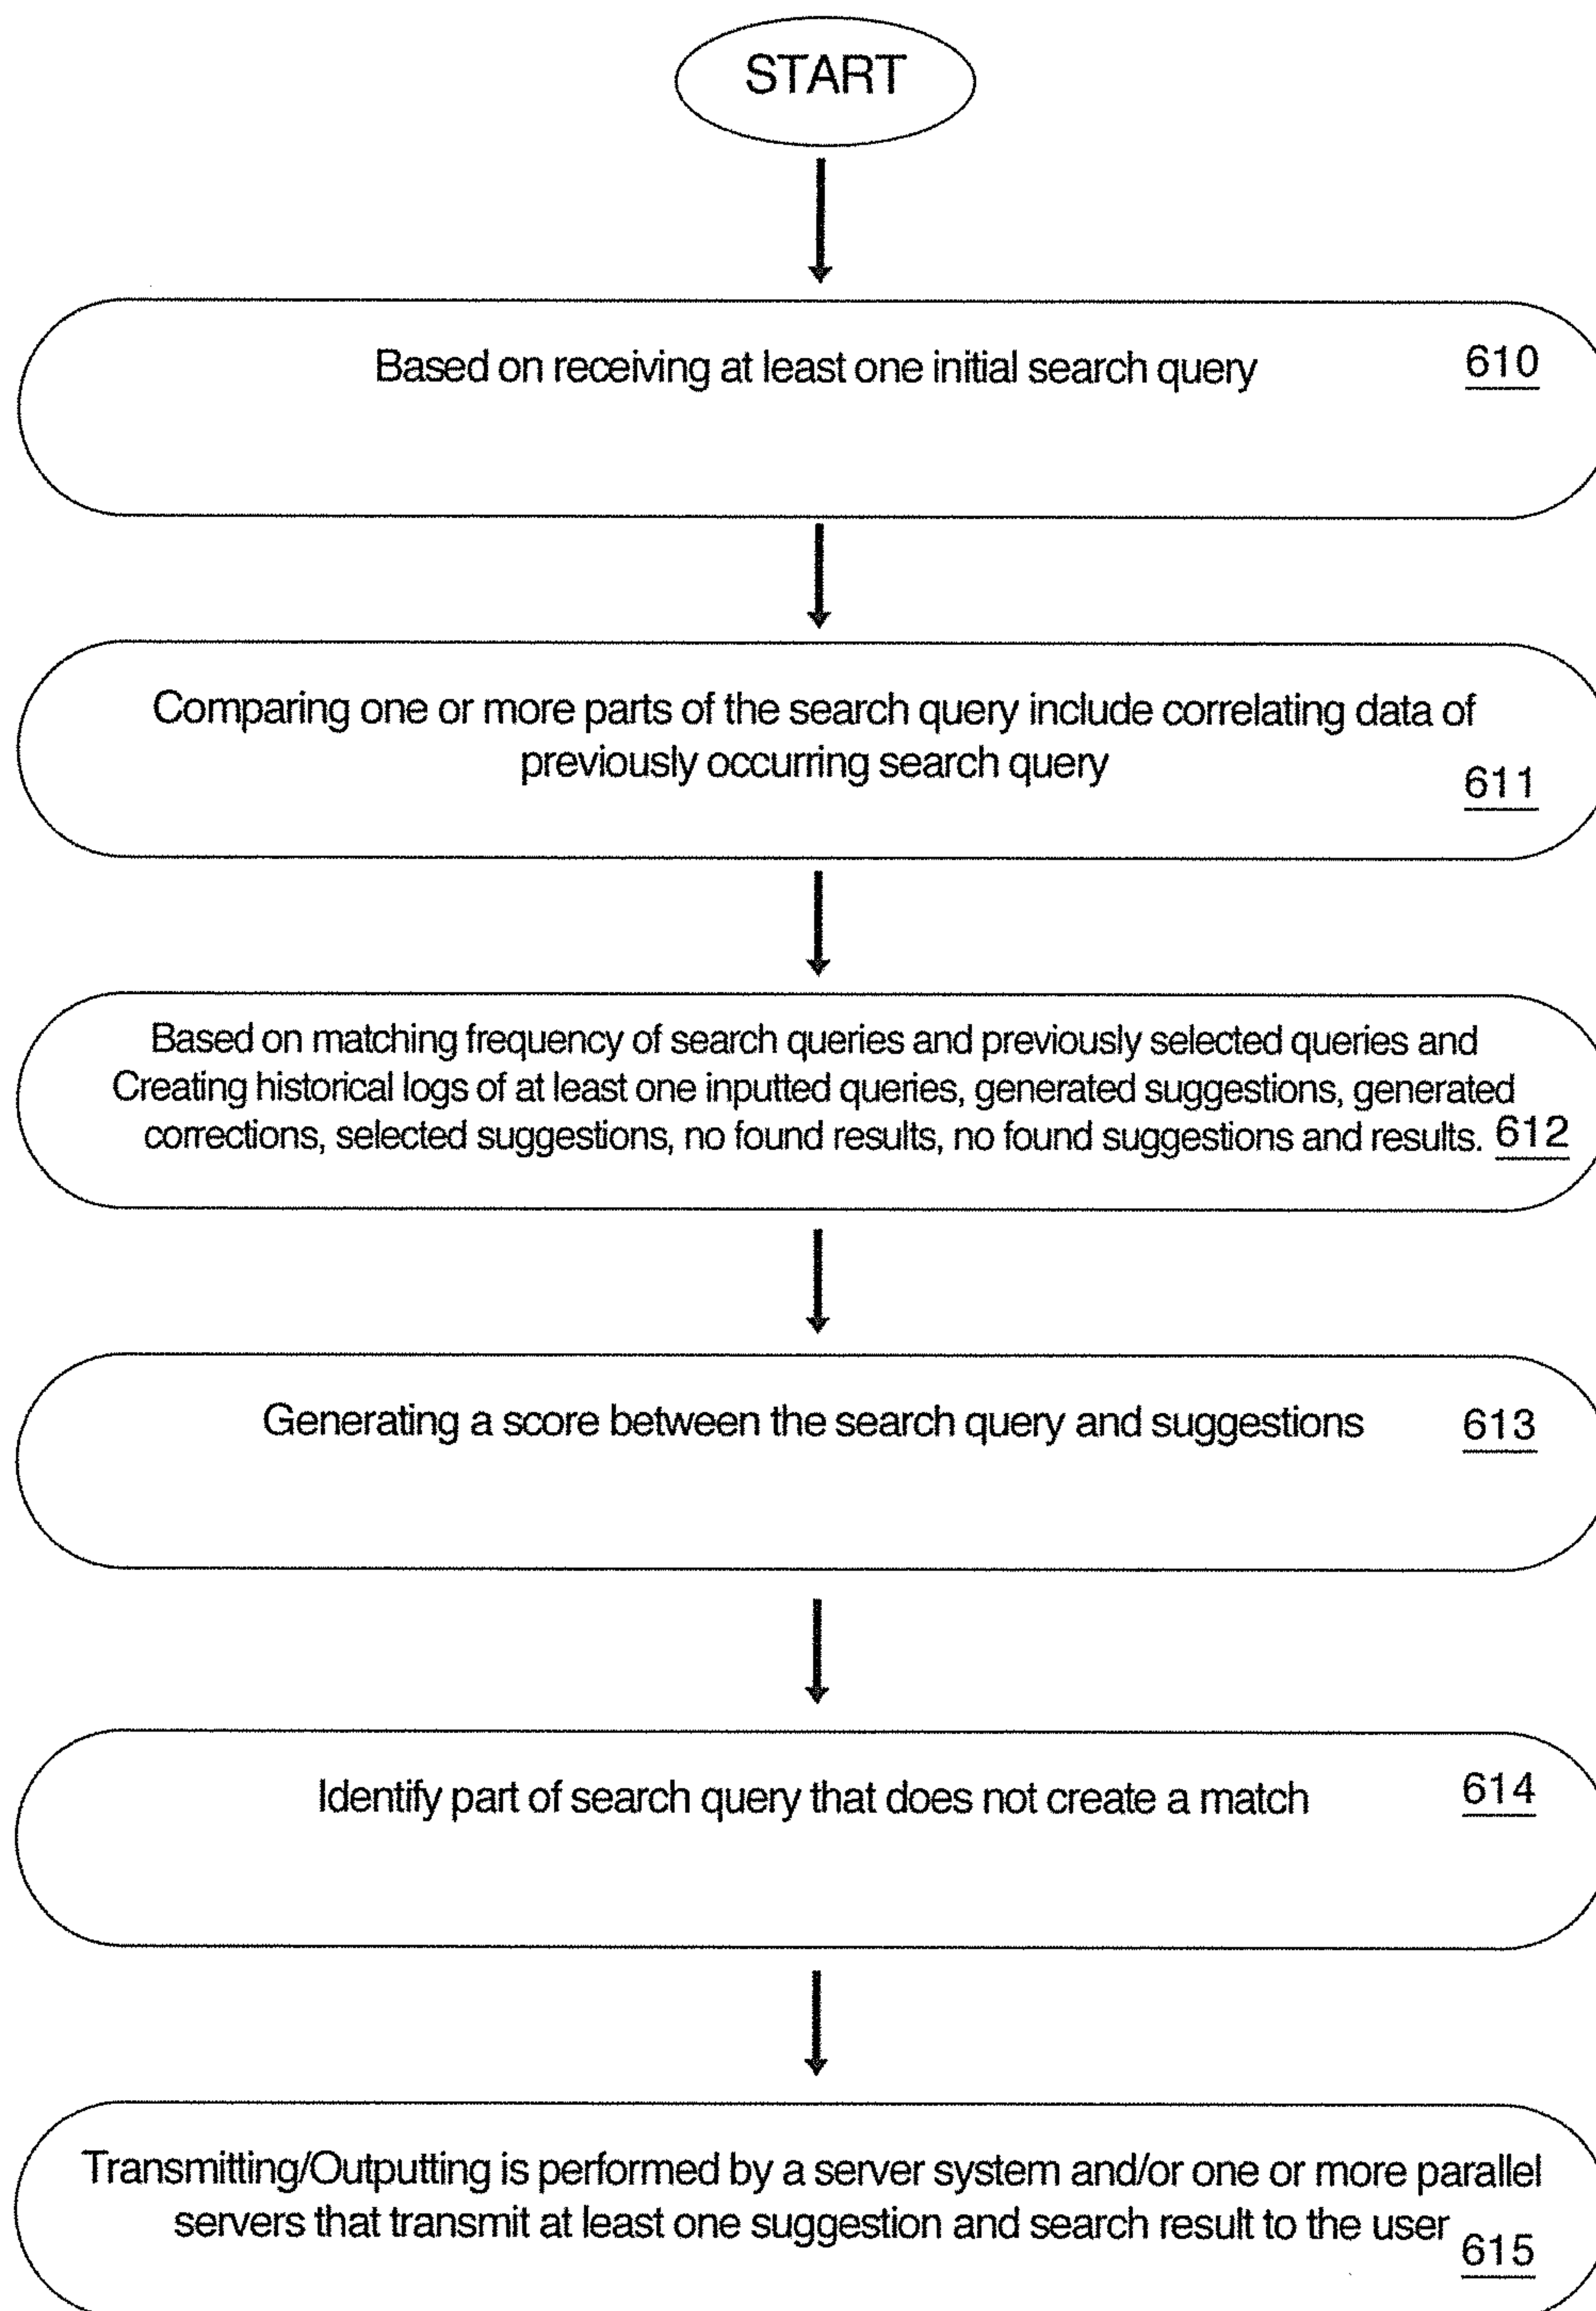 START
Based on receiving at least one initial search query 610
Comparing one or more parts of the search query include correlating data of
previously occurring search query
611
Based on matching frequency of search queries and previously selected queries and
Creating historical logs of at least one inputted queries, generated suggestions, generated
corrections, selected suggestions, no found results, no found suggestions and results. 612
Generating a score between the search query and suggestions 613
Identify part of search query that does not create a match 614
Transmitting/Outputting is performed by a server system and/or one or more parallel
servers that transmit at least one suggestion and search result to the user
615